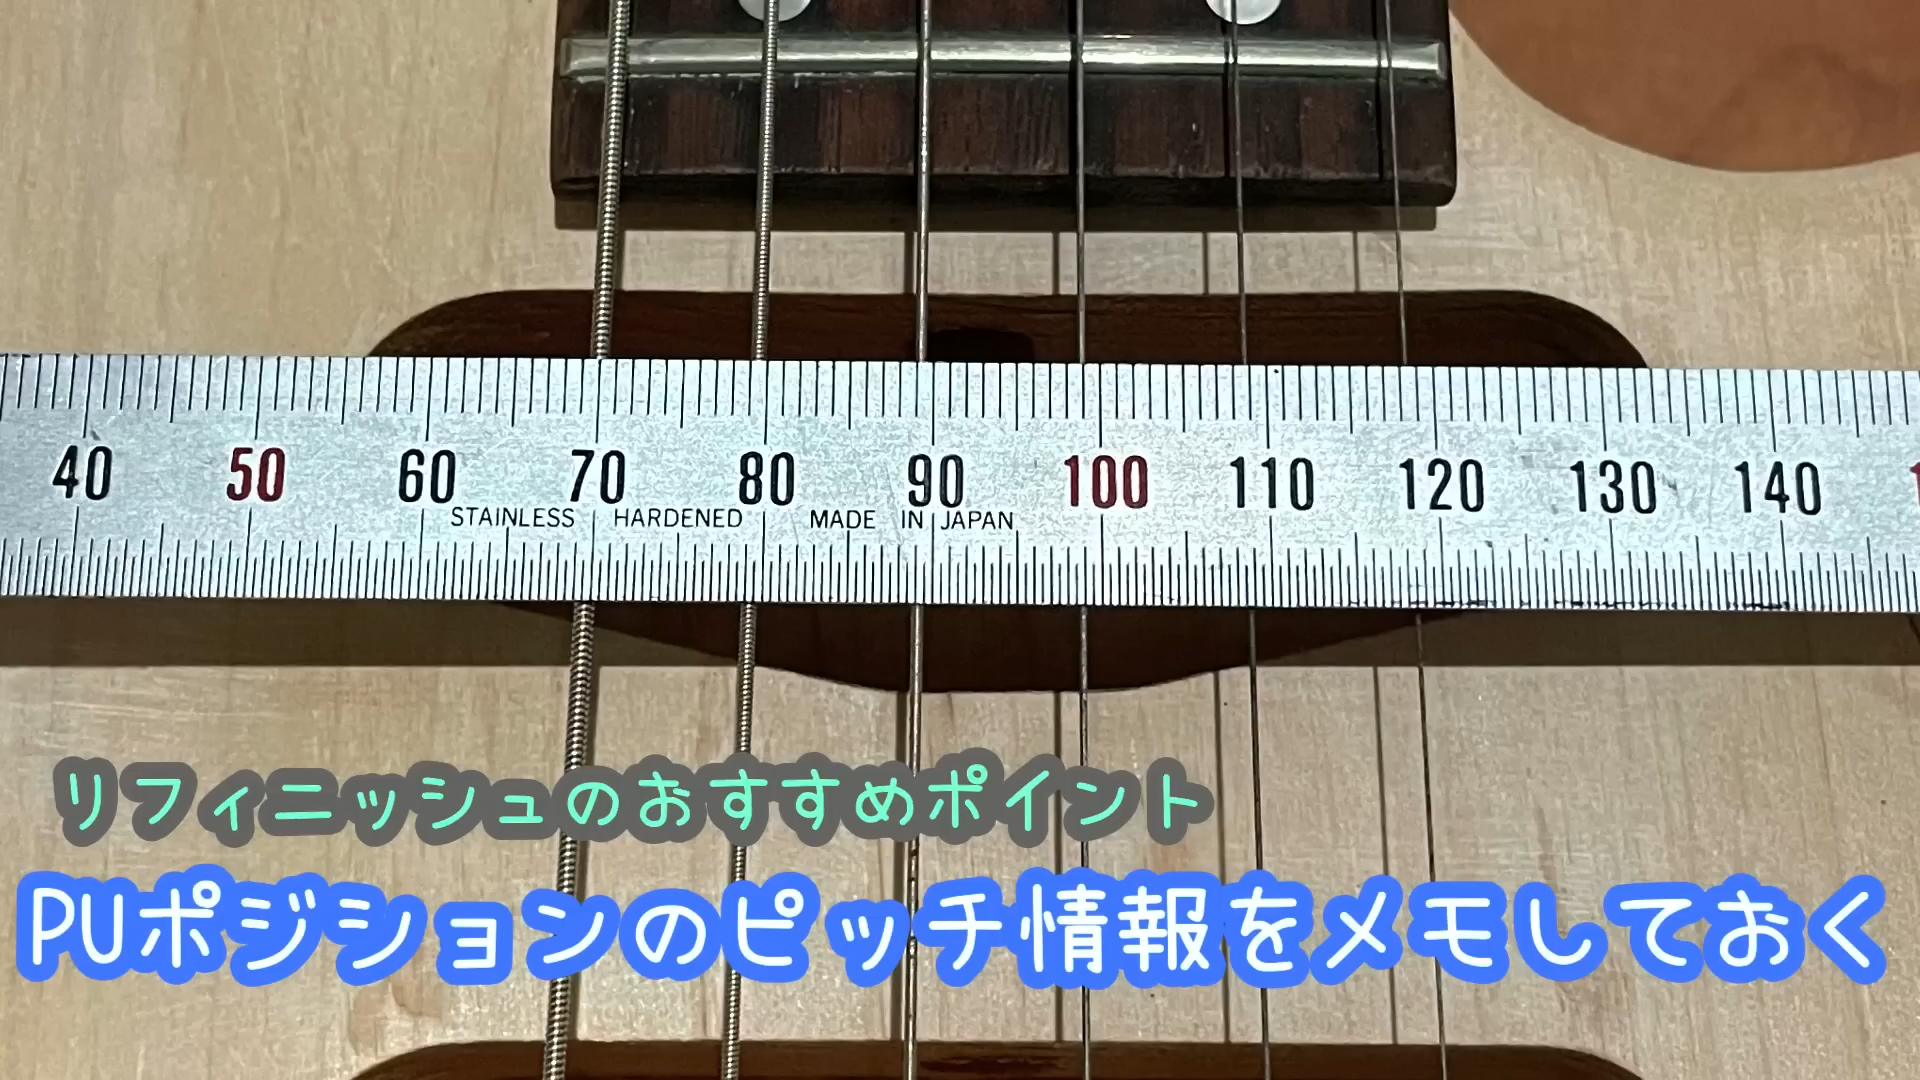 40 50 60 70 80 90 100 110 120 130 140
STAINLESS HARDENED MADE IN JAPAN
リフィニッシュのおすすめポイント
PUポジションのピッチ情報をメモしておく